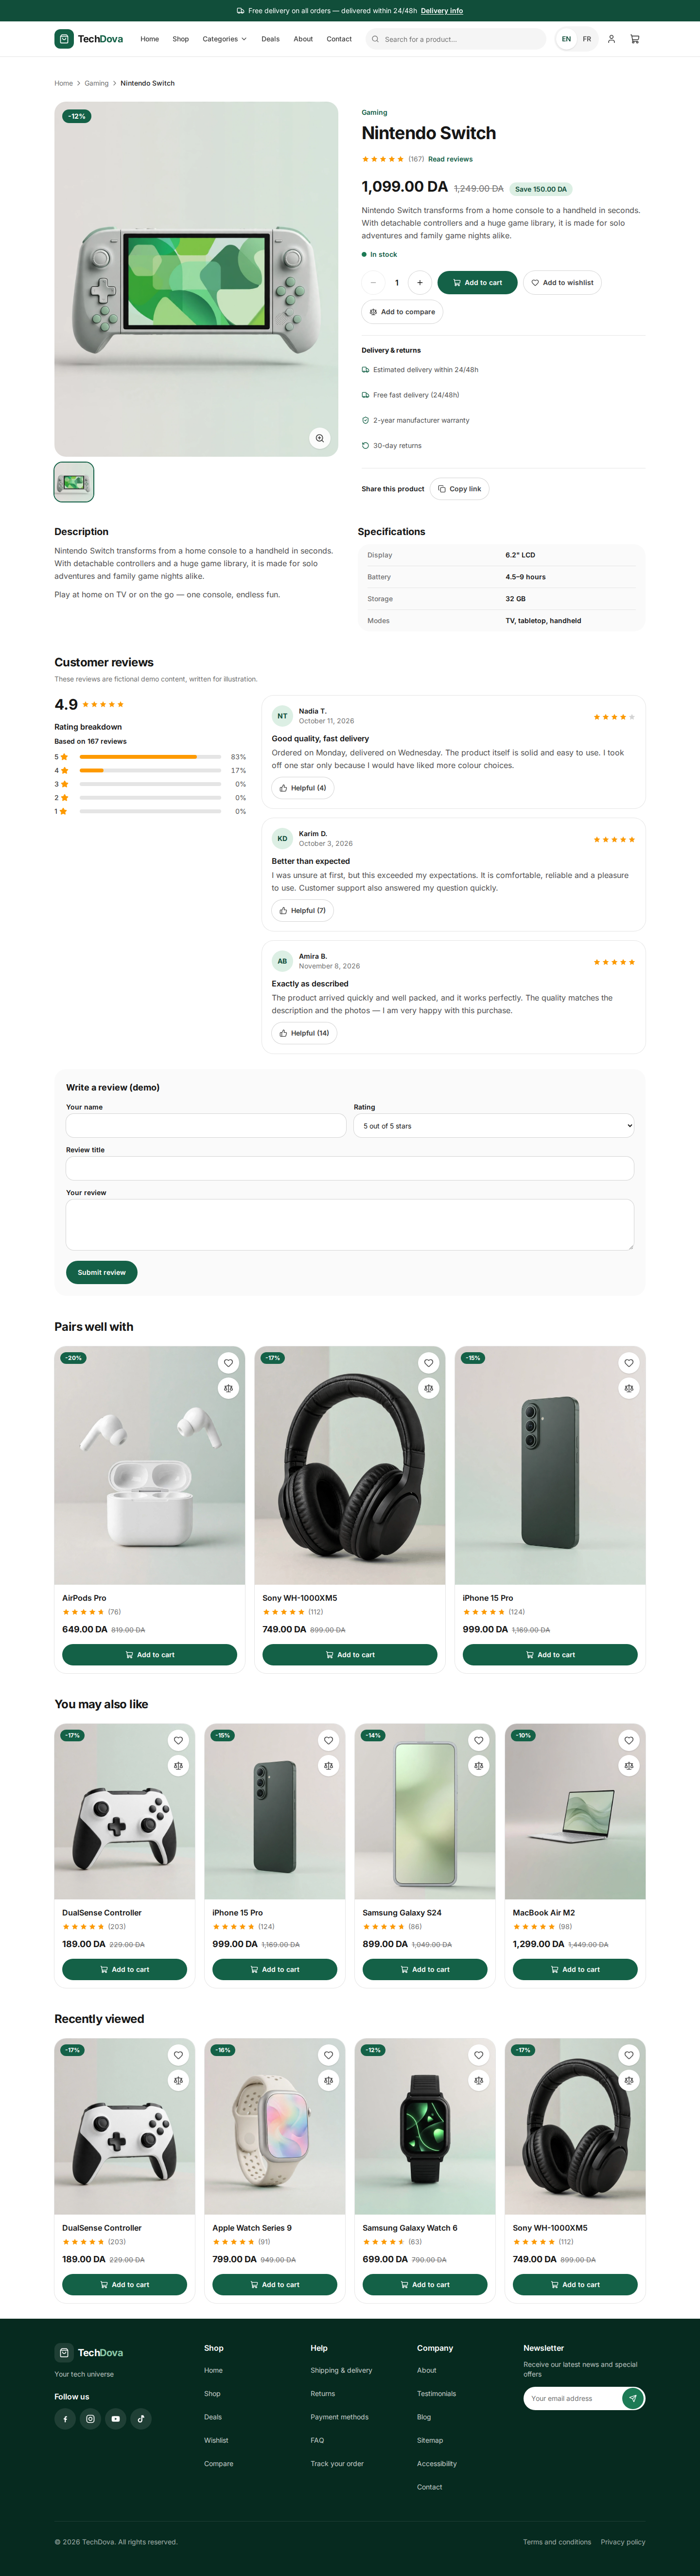 Free delivery on all orders — delivered within 24/48h Delivery info
TechDova Home Shop Categories Deals About Contact Search for a product... EN FR
Home > Gaming > Nintendo Switch
-12%
Gaming
Nintendo Switch
(167) Read reviews
1,099.00 DA 1,249.00 DA Save 150.00 DA
Nintendo Switch transforms from a home console to a handheld in seconds.
With detachable controllers and a huge game library, it is made for solo
adventures and family game nights alike.
In stock
− 1 + Add to cart Add to wishlist
Add to compare
Delivery & returns
Estimated delivery within 24/48h
Free fast delivery (24/48h)
2-year manufacturer warranty
30-day returns
Share this product Copy link
Description
Nintendo Switch transforms from a home console to a handheld in seconds.
With detachable controllers and a huge game library, it is made for solo
adventures and family game nights alike.
Play at home on TV or on the go — one console, endless fun.
Specifications
Display 6.2" LCD
Battery 4.5–9 hours
Storage 32 GB
Modes TV, tabletop, handheld
Customer reviews
These reviews are fictional demo content, written for illustration.
4.9
Rating breakdown
Based on 167 reviews
5 83%
4 17%
3 0%
2 0%
1 0%
NT Nadia T.
October 11, 2026
Good quality, fast delivery
Ordered on Monday, delivered on Wednesday. The product itself is solid and easy to use. I took
off one star only because I would have liked more colour choices.
Helpful (4)
KD Karim D.
October 3, 2026
Better than expected
I was unsure at first, but this exceeded my expectations. It is comfortable, reliable and a pleasure
to use. Customer support also answered my question quickly.
Helpful (7)
AB Amira B.
November 8, 2026
Exactly as described
The product arrived quickly and well packed, and it works perfectly. The quality matches the
description and the photos — I am very happy with this purchase.
Helpful (14)
Write a review (demo)
Your name Rating
5 out of 5 stars
Review title
Your review
Submit review
Pairs well with
-20% -17% -15%
AirPods Pro Sony WH-1000XM5 iPhone 15 Pro
(76) (112) (124)
649.00 DA 819.00 DA 749.00 DA 899.00 DA 999.00 DA 1,169.00 DA
Add to cart Add to cart Add to cart
You may also like
-17% -15% -14% -10%
DualSense Controller iPhone 15 Pro Samsung Galaxy S24 MacBook Air M2
(203) (124) (86) (98)
189.00 DA 229.00 DA 999.00 DA 1,169.00 DA 899.00 DA 1,049.00 DA 1,299.00 DA 1,449.00 DA
Add to cart Add to cart Add to cart Add to cart
Recently viewed
-17% -16% -12% -17%
DualSense Controller Apple Watch Series 9 Samsung Galaxy Watch 6 Sony WH-1000XM5
(203) (91) (63) (112)
189.00 DA 229.00 DA 799.00 DA 949.00 DA 699.00 DA 790.00 DA 749.00 DA 899.00 DA
Add to cart Add to cart Add to cart Add to cart
TechDova
Your tech universe
Follow us
Shop
Home
Shop
Deals
Wishlist
Compare
Help
Shipping & delivery
Returns
Payment methods
FAQ
Track your order
Company
About
Testimonials
Blog
Sitemap
Accessibility
Contact
Newsletter
Receive our latest news and special
offers
Your email address
© 2026 TechDova. All rights reserved. Terms and conditions Privacy policy